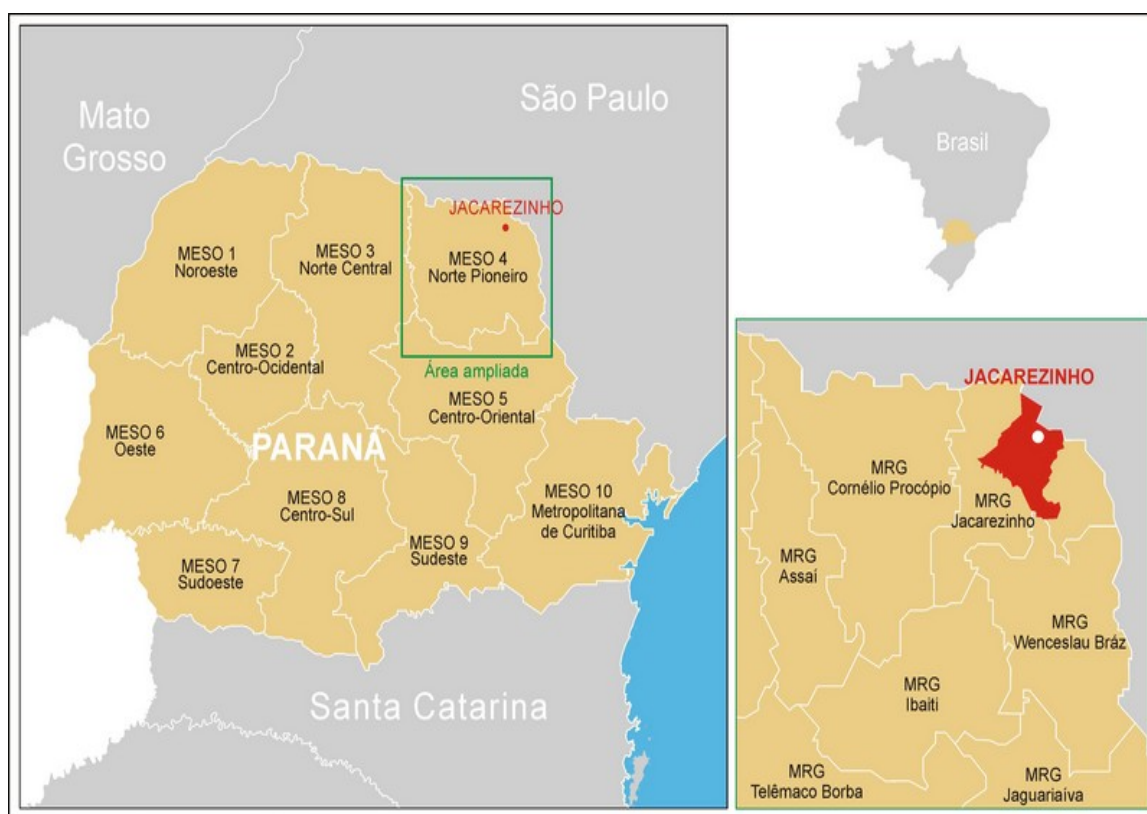 Mato
Grosso
São Paulo
JACAREZINHO
MESO 1
Noroeste
MESO 3
Norte Central
MESO 4
Norte Pioneiro
MESO 2
Centro-Ocidental
Área ampliada
MESO 5
Centro-Oriental
MESO 6
Oeste
PARANÁ
MESO 8
Centro-Sul
MESO 10
Metropolitana
de Curitiba
MESO 9
Sudeste
MESO 7
Sudoeste
Santa Catarina
Brasil
JACAREZINHO
MRG
Cornélio Procópio
MRG
Jacarezinho
MRG
Assaí
MRG
Wenceslau Bráz
MRG
Ibaiti
MRG
Telêmaco Borba
MRG
Jaguariaíva